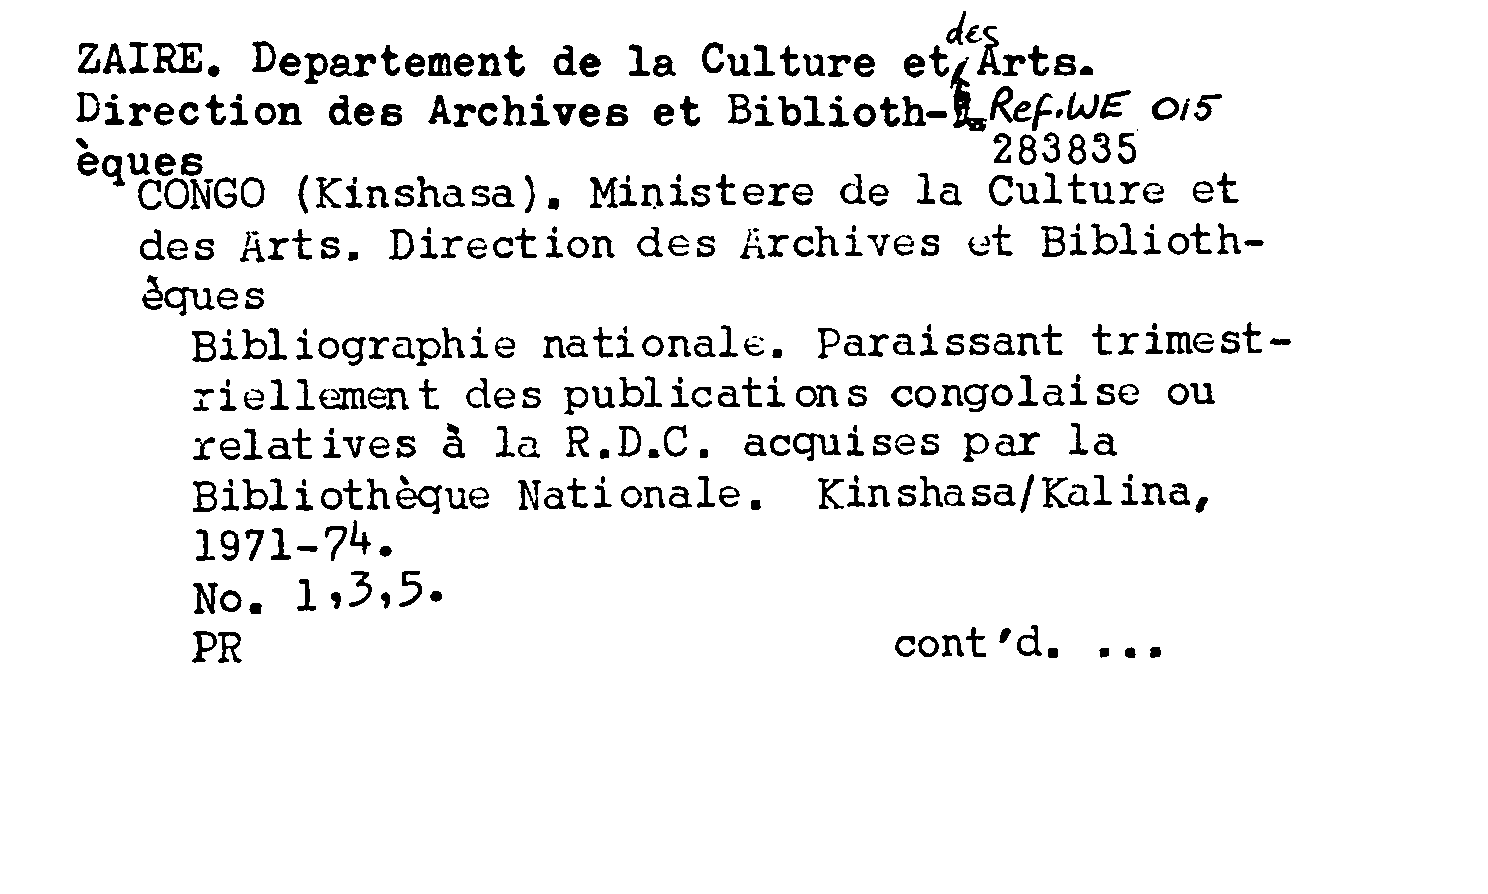 ZAIRE. Departement de la Culture et des Arts.
Direction des Archives et Biblioth- Ref. WE 015
èques 283835
CONGO (Kinshasa). Ministere de la Culture et
des Arts. Direction des Archives et Biblioth-
èques
Bibliographie nationale. Paraissant trimest-
riellement des publications congolaise ou
relatives à la R.D.C. acquises par la
Bibliothèque Nationale. Kinshasa/Kalina,
1971-74.
No. 1,3,5.
PR cont'd. ...